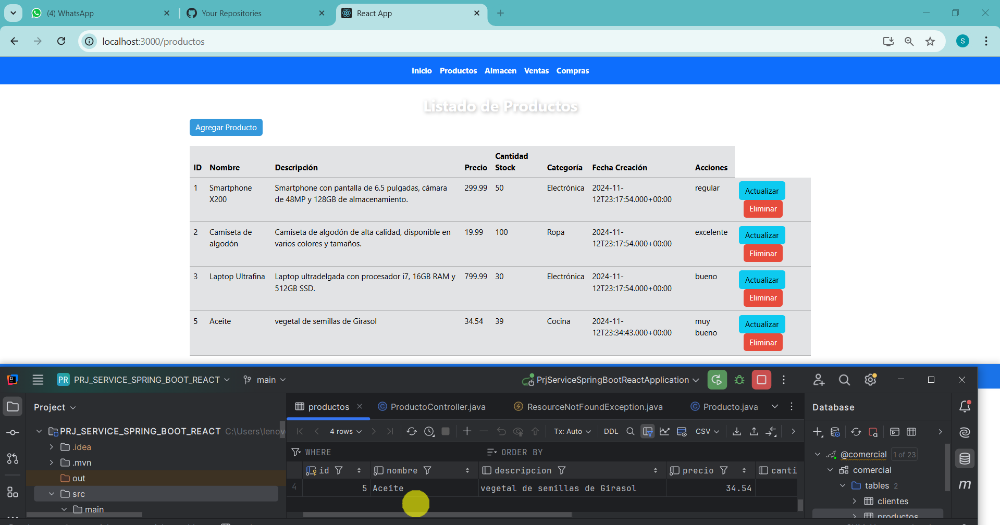 (4) WhatsApp
Your Repositories
React App
localhost:3000/productos
S
Inicio Productos Almacen Ventas Compras
Listado de Productos
Agregar Producto
ID Nombre Descripción Precio Cantidad Stock Categoría Fecha Creación Acciones
1 Smartphone X200 Smartphone con pantalla de 6.5 pulgadas, cámara de 48MP y 128GB de almacenamiento. 299.99 50 Electrónica 2024-11-12T23:17:54.000+00:00 regular Actualizar Eliminar
2 Camiseta de algodón Camiseta de algodón de alta calidad, disponible en varios colores y tamaños. 19.99 100 Ropa 2024-11-12T23:17:54.000+00:00 excelente Actualizar Eliminar
3 Laptop Ultrafina Laptop ultradelgada con procesador i7, 16GB RAM y 512GB SSD. 799.99 30 Electrónica 2024-11-12T23:17:54.000+00:00 bueno Actualizar Eliminar
5 Aceite vegetal de semillas de Girasol 34.54 39 Cocina 2024-11-12T23:34:43.000+00:00 muy bueno Actualizar Eliminar
PR PRJ_SERVICE_SPRING_BOOT_REACT main PrjServiceSpringBootReactApplication
Project
productos ProductoController.java ResourceNotFoundException.java Producto.java
Database
PRJ_SERVICE_SPRING_BOOT_REACT C:\Users\lenov
.idea
.mvn
out
src
main
4 rows Tx: Auto DDL CSV
WHERE ORDER BY
id nombre descripcion precio canti
4 5 Aceite vegetal de semillas de Girasol 34.54
@comercial 1 of 23
comercial
tables 2
clientes
productos
m